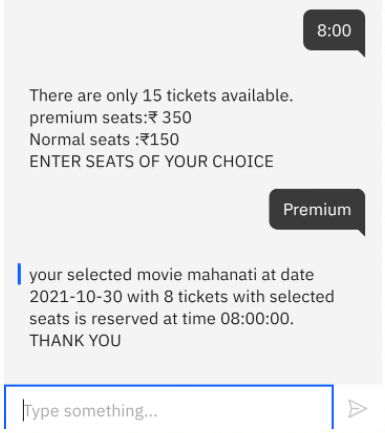 8:00
There are only 15 tickets available.
premium seats:₹ 350
Normal seats :₹150
ENTER SEATS OF YOUR CHOICE
Premium
your selected movie mahanati at date
2021-10-30 with 8 tickets with selected
seats is reserved at time 08:00:00.
THANK YOU
Type something...